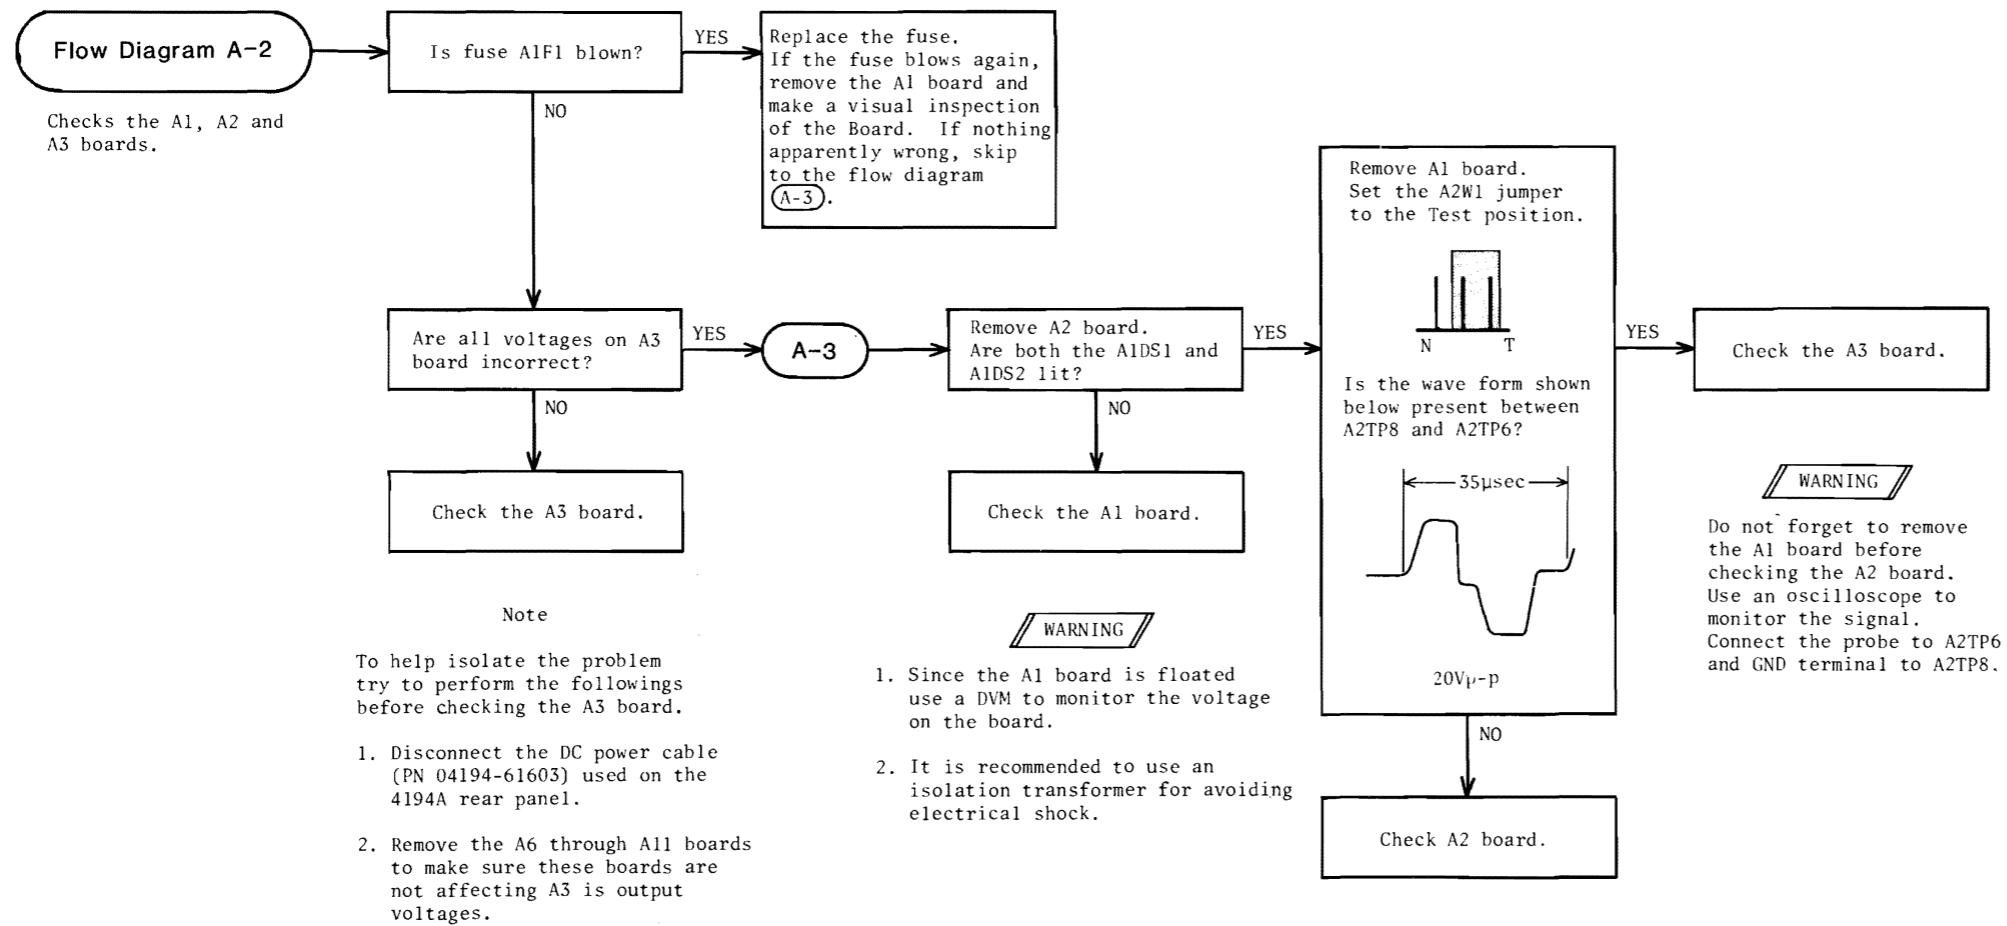 Flow Diagram A-2
Checks the A1, A2 and
A3 boards.
Is fuse A1F1 blown?
YES
NO
Replace the fuse.
If the fuse blows again,
remove the A1 board and
make a visual inspection
of the Board. If nothing
apparently wrong, skip
to the flow diagram
A-3.
Are all voltages on A3
board incorrect?
YES
NO
A-3
Check the A3 board.
Note
To help isolate the problem
try to perform the followings
before checking the A3 board.
1. Disconnect the DC power cable
(PN 04194-61603) used on the
4194A rear panel.
2. Remove the A6 through A11 boards
to make sure these boards are
not affecting A3 is output
voltages.
Remove A2 board.
Are both the A1DS1 and
A1DS2 lit?
YES
NO
Check the A1 board.
WARNING
1. Since the A1 board is floated
use a DVM to monitor the voltage
on the board.
2. It is recommended to use an
isolation transformer for avoiding
electrical shock.
Remove A1 board.
Set the A2W1 jumper
to the Test position.
N T
Is the wave form shown
below present between
A2TP8 and A2TP6?
35μsec
20Vp-p
YES
NO
Check A2 board.
Check the A3 board.
WARNING
Do not forget to remove
the A1 board before
checking the A2 board.
Use an oscilloscope to
monitor the signal.
Connect the probe to A2TP6
and GND terminal to A2TP8.